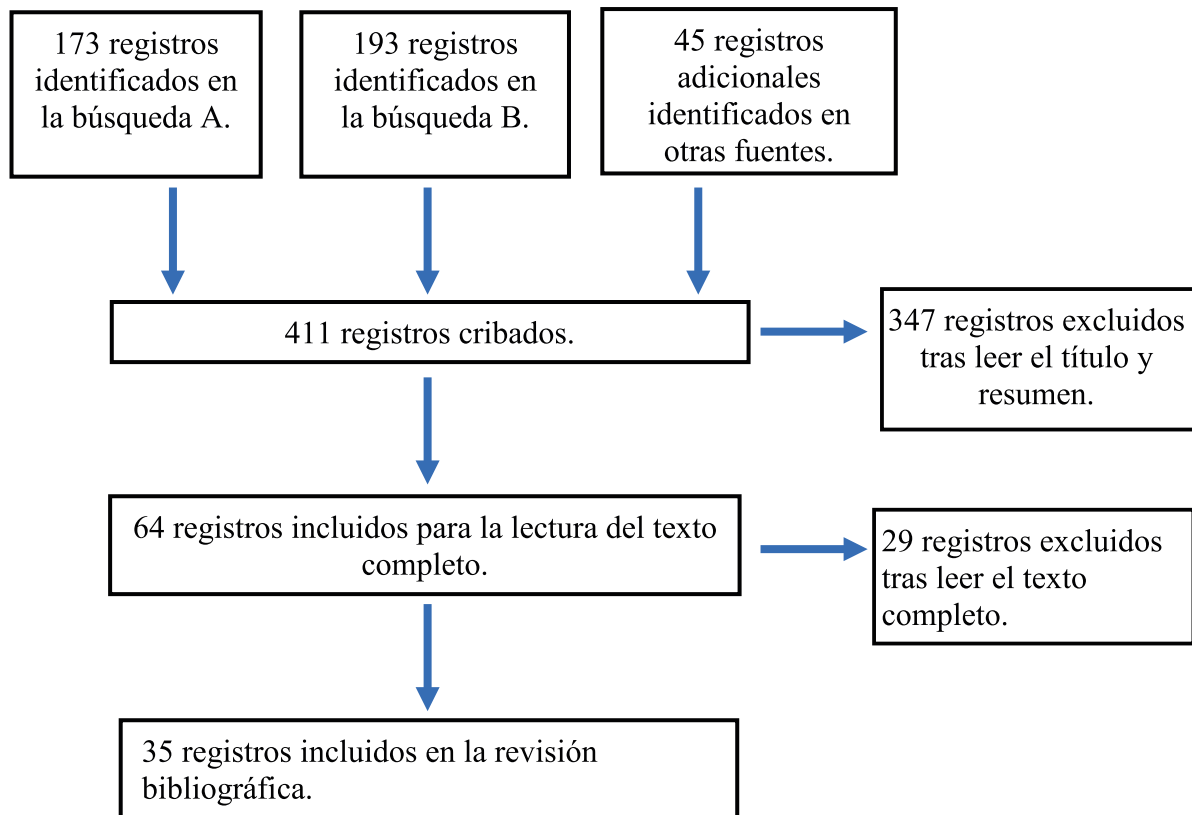 173 registros
identificados en
la búsqueda A.
193 registros
identificados en
la búsqueda B.
45 registros
adicionales
identificados en
otras fuentes.
411 registros cribados.
347 registros excluidos
tras leer el título y
resumen.
64 registros incluidos para la lectura del texto
completo.
29 registros excluidos
tras leer el texto
completo.
35 registros incluidos en la revisión
bibliográfica.